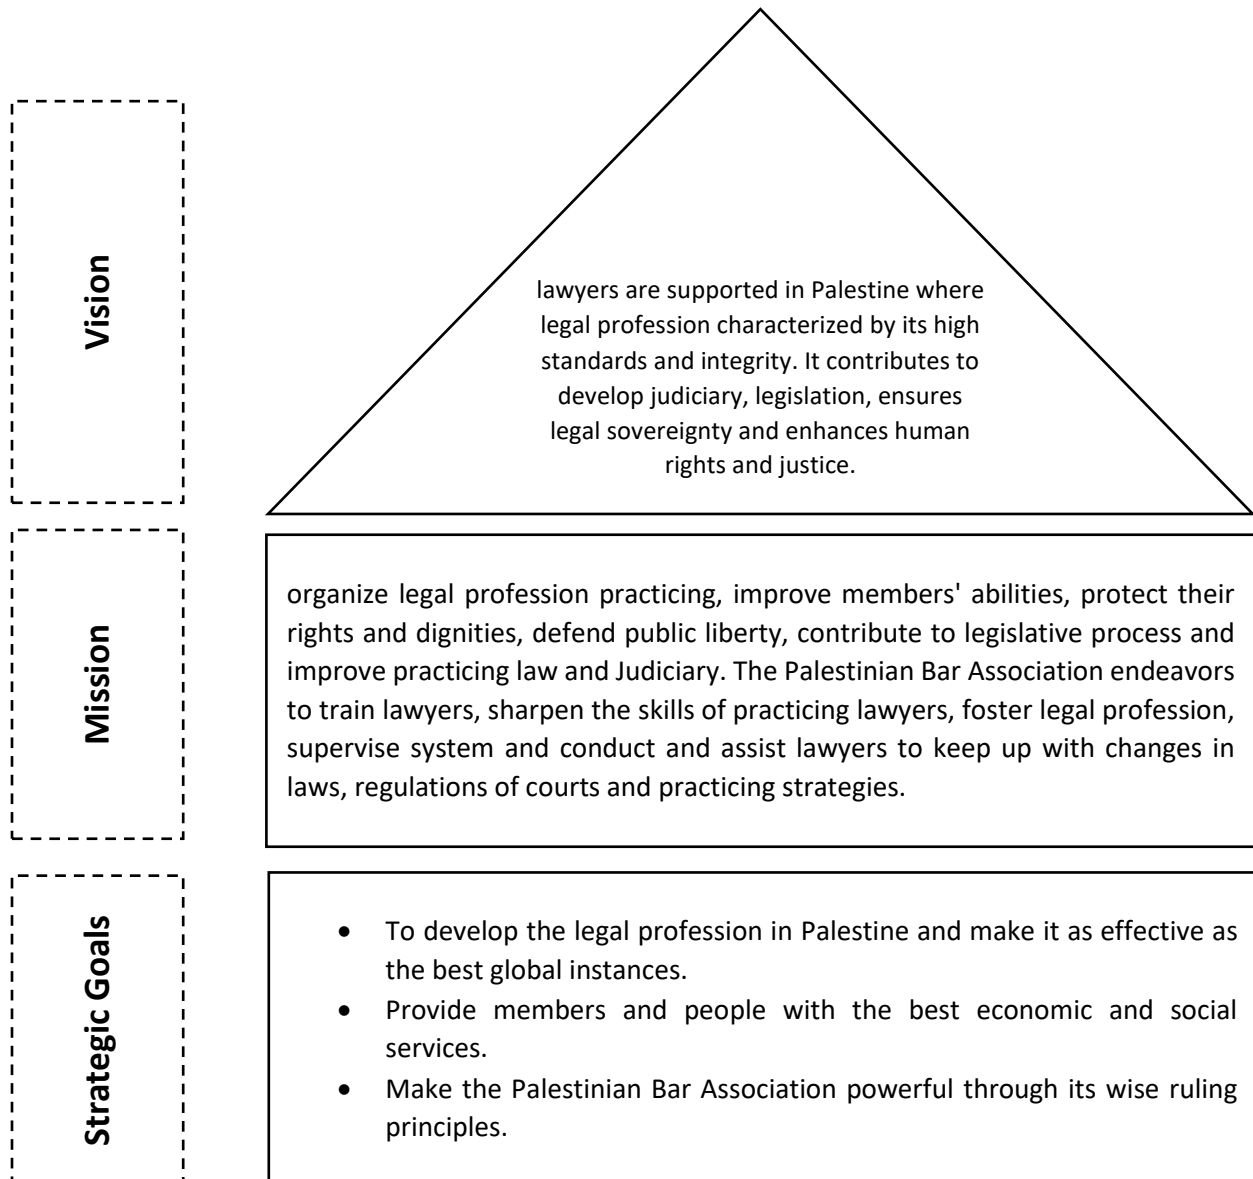 Vision
lawyers are supported in Palestine where
legal profession characterized by its high
standards and integrity. It contributes to
develop judiciary, legislation, ensures
legal sovereignty and enhances human
rights and justice.
Mission
organize legal profession practicing, improve members' abilities, protect their
rights and dignities, defend public liberty, contribute to legislative process and
improve practicing law and Judiciary. The Palestinian Bar Association endeavors
to train lawyers, sharpen the skills of practicing lawyers, foster legal profession,
supervise system and conduct and assist lawyers to keep up with changes in
laws, regulations of courts and practicing strategies.
Strategic Goals
• To develop the legal profession in Palestine and make it as effective as
the best global instances.
• Provide members and people with the best economic and social
services.
• Make the Palestinian Bar Association powerful through its wise ruling
principles.